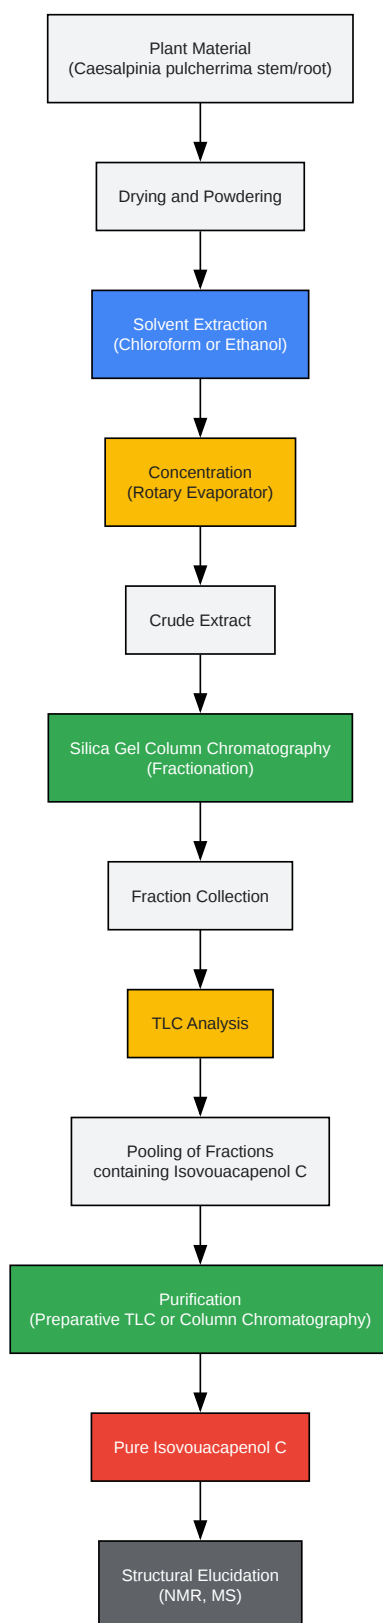 Plant Material
(Caesalpinia pulcherrima stem/root)
Drying and Powdering
Solvent Extraction
(Chloroform or Ethanol)
Concentration
(Rotary Evaporator)
Crude Extract
Silica Gel Column Chromatography
(Fractionation)
Fraction Collection
TLC Analysis
Pooling of Fractions
containing Isovouacapenol C
Purification
(Preparative TLC or Column Chromatography)
Pure Isovouacapenol C
Structural Elucidation
(NMR, MS)